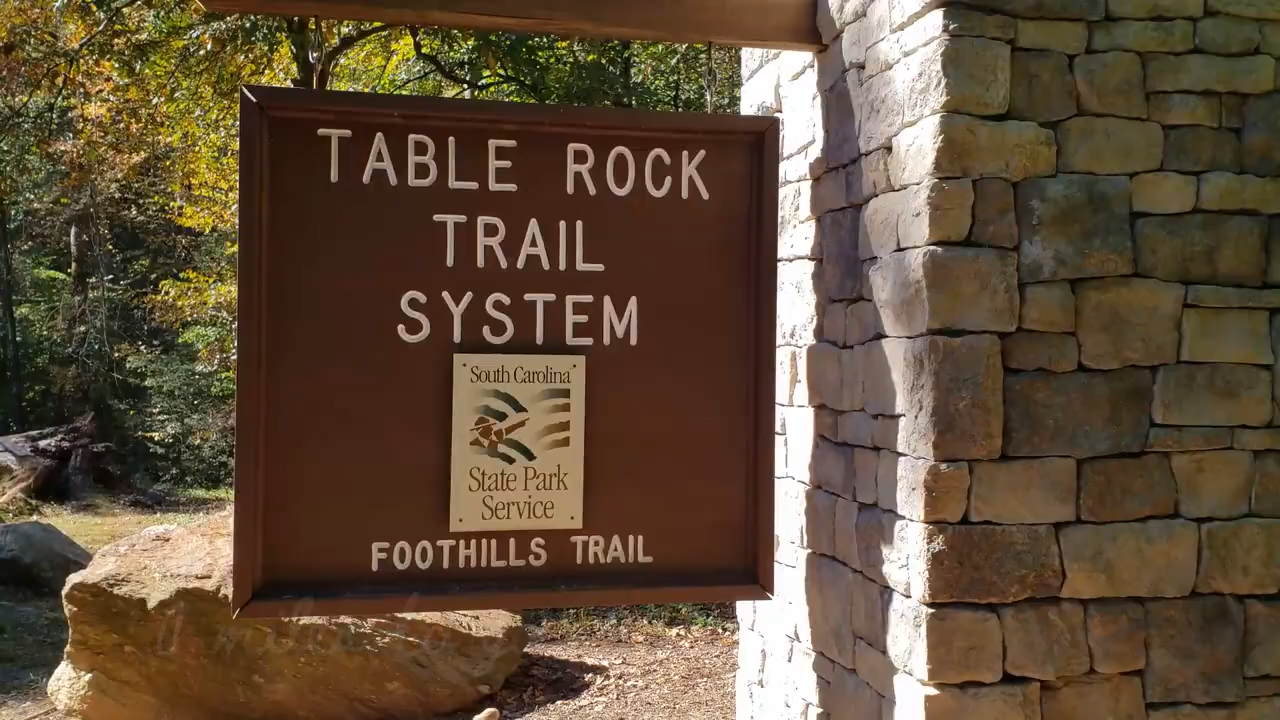 TABLE ROCK
TRAIL
SYSTEM
South Carolina
State Park
Service
FOOTHILLS TRAIL